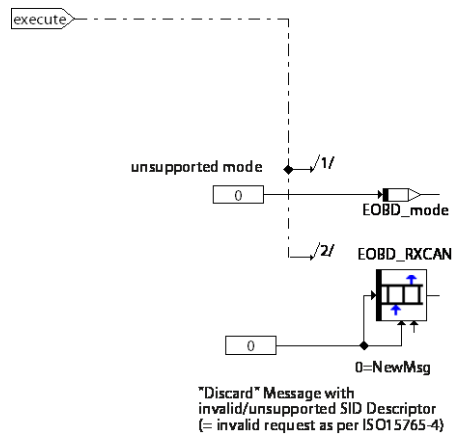 execute
/1/
unsupported mode
0
EOBD_mode
/2/
EOBD_RXCAN
0
0=NewMsg
"Discard" Message with
invalid/unsupported SID Descriptor
(= invalid request as per ISO15765-4)